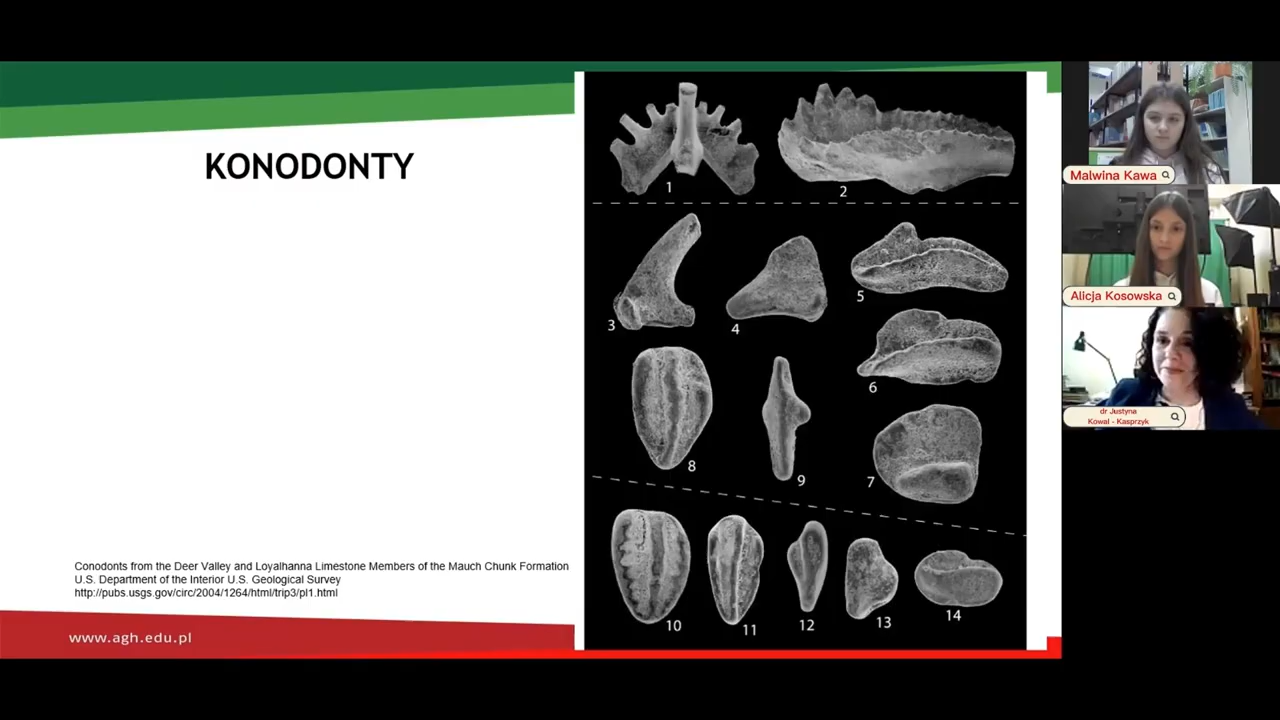 KONODONTY
Conodonts from the Deer Valley and Loyalhanna Limestone Members of the Mauch Chunk Formation
U.S. Department of the Interior U.S. Geological Survey
http://pubs.usgs.gov/circ/2004/1264/html/trip3/pl1.html
www.agh.edu.pl
1
2
3
4
5
6
7
8
9
10
11
12
13
14
Malwina Kawa
Alicja Kosowska
dr Justyna
Kowal - Kasprzyk